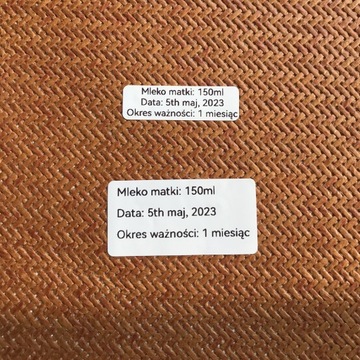 Mleko matki: 150ml
Data: 5th maj, 2023
Okres ważności: 1 miesiąc
Mleko matki: 150ml
Data: 5th maj, 2023
Okres ważności: 1 miesiąc